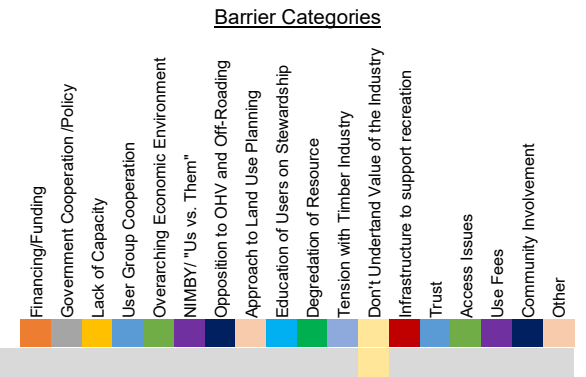 Barrier Categories
Financing/Funding
Government Cooperation /Policy
Lack of Capacity
User Group Cooperation
Overarching Economic Environment
NIMBY/ "Us vs. Them"
Opposition to OHV and Off-Roading
Approach to Land Use Planning
Education of Users on Stewardship
Degredation of Resource
Tension with Timber Industry
Don't Undertand Value of the Industry
Infrastructure to support recreation
Trust
Access Issues
Use Fees
Community Involvement
Other